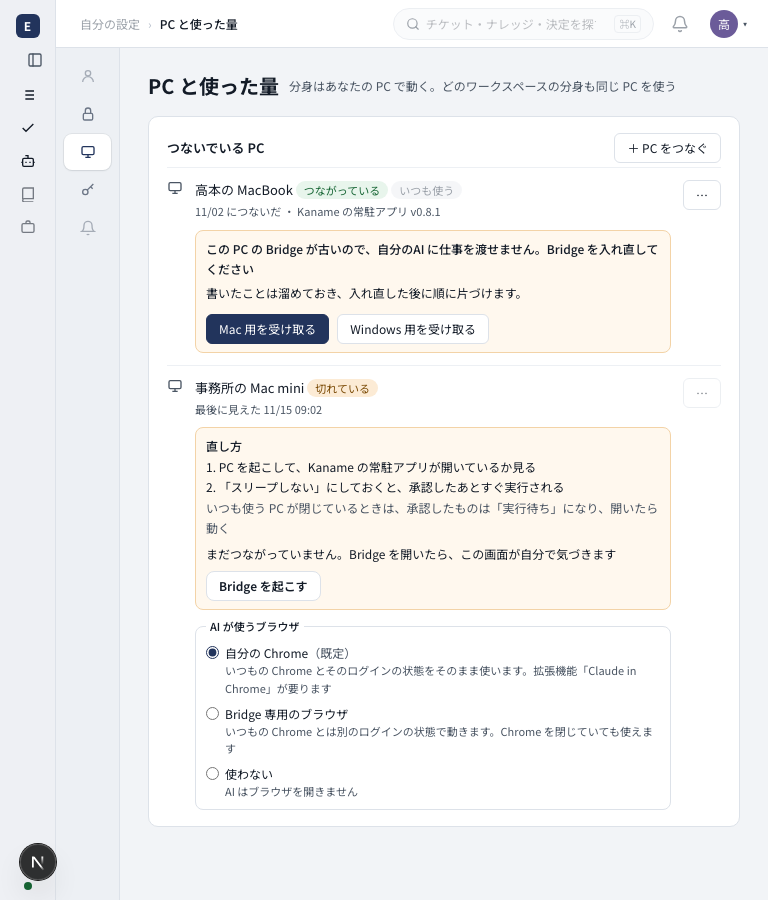 E
自分の設定 › PC と使った量
チケット・ナレッジ・決定を探
⌘K
高
PC と使った量
分身はあなたの PC で動く。どのワークスペースの分身も同じ PC を使う
つないでいる PC
＋ PC をつなぐ
高本の MacBook つながっている いつも使う
…
11/02 につないだ ・ Kaname の常駐アプリ v0.8.1
この PC の Bridge が古いので、自分のAI に仕事を渡せません。Bridge を入れ直して
ください
書いたことは溜めておき、入れ直した後に順に片づけます。
Mac 用を受け取る
Windows 用を受け取る
事務所の Mac mini 切れている
…
最後に見えた 11/15 09:02
直し方
1. PC を起こして、Kaname の常駐アプリが開いているか見る
2. 「スリープしない」にしておくと、承認したあとすぐ実行される
いつも使う PC が閉じているときは、承認したものは「実行待ち」になり、開いたら
動く
まだつながっていません。Bridge を開いたら、この画面が自分で気づきます
Bridge を起こす
AI が使うブラウザ
自分の Chrome（既定）
いつもの Chrome とそのログインの状態をそのまま使います。拡張機能「Claude in
Chrome」が要ります
Bridge 専用のブラウザ
いつもの Chrome とは別のログインの状態で動きます。Chrome を閉じていても使えま
す
使わない
AI はブラウザを開きません
N